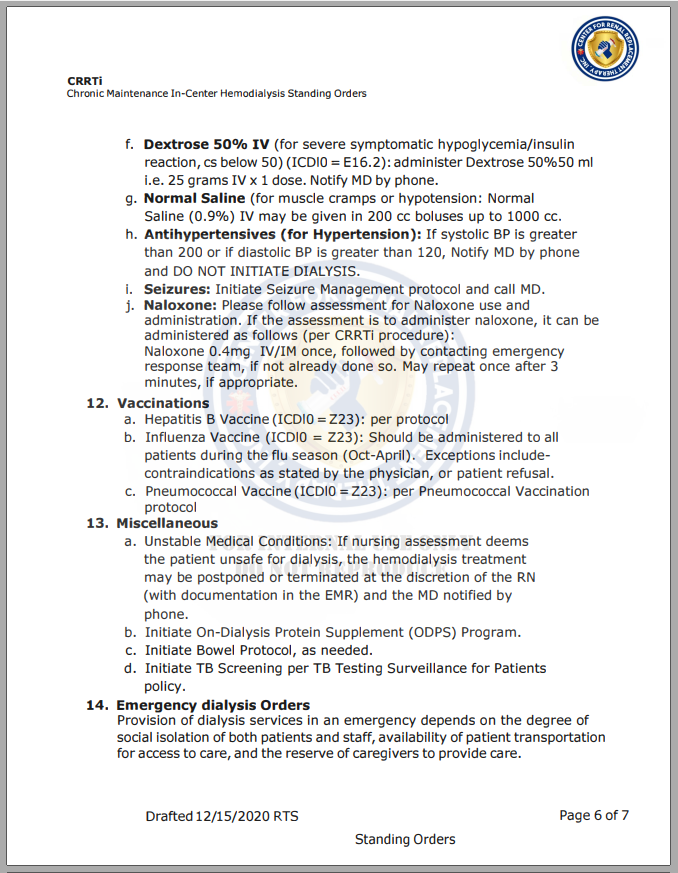 CENTER FOR RENAL REPLACEMENT THERAPY, INC.
CRRTi
Chronic Maintenance In-Center Hemodialysis Standing Orders
f. Dextrose 50% IV (for severe symptomatic hypoglycemia/insulin
reaction, cs below 50) (ICDl0 = E16.2): administer Dextrose 50%50 ml
i.e. 25 grams IV x 1 dose. Notify MD by phone.
g. Normal Saline (for muscle cramps or hypotension: Normal
Saline (0.9%) IV may be given in 200 cc boluses up to 1000 cc.
h. Antihypertensives (for Hypertension): If systolic BP is greater
than 200 or if diastolic BP is greater than 120, Notify MD by phone
and DO NOT INITIATE DIALYSIS.
i. Seizures: Initiate Seizure Management protocol and call MD.
j. Naloxone: Please follow assessment for Naloxone use and
administration. If the assessment is to administer naloxone, it can be
administered as follows (per CRRTi procedure):
Naloxone 0.4mg IV/IM once, followed by contacting emergency
response team, if not already done so. May repeat once after 3
minutes, if appropriate.
12. Vaccinations
a. Hepatitis B Vaccine (ICDl0 = Z23): per protocol
b. Influenza Vaccine (ICDl0 = Z23): Should be administered to all
patients during the flu season (Oct-April). Exceptions include-
contraindications as stated by the physician, or patient refusal.
c. Pneumococcal Vaccine (ICDl0 = Z23): per Pneumococcal Vaccination
protocol
13. Miscellaneous
a. Unstable Medical Conditions: If nursing assessment deems
the patient unsafe for dialysis, the hemodialysis treatment
may be postponed or terminated at the discretion of the RN
(with documentation in the EMR) and the MD notified by
phone.
b. Initiate On-Dialysis Protein Supplement (ODPS) Program.
c. Initiate Bowel Protocol, as needed.
d. Initiate TB Screening per TB Testing Surveillance for Patients
policy.
14. Emergency dialysis Orders
Provision of dialysis services in an emergency depends on the degree of
social isolation of both patients and staff, availability of patient transportation
for access to care, and the reserve of caregivers to provide care.
FOR INTERNAL USE ONLY
DO NOT REPRODUCE
Drafted 12/15/2020 RTS
Page 6 of 7
Standing Orders